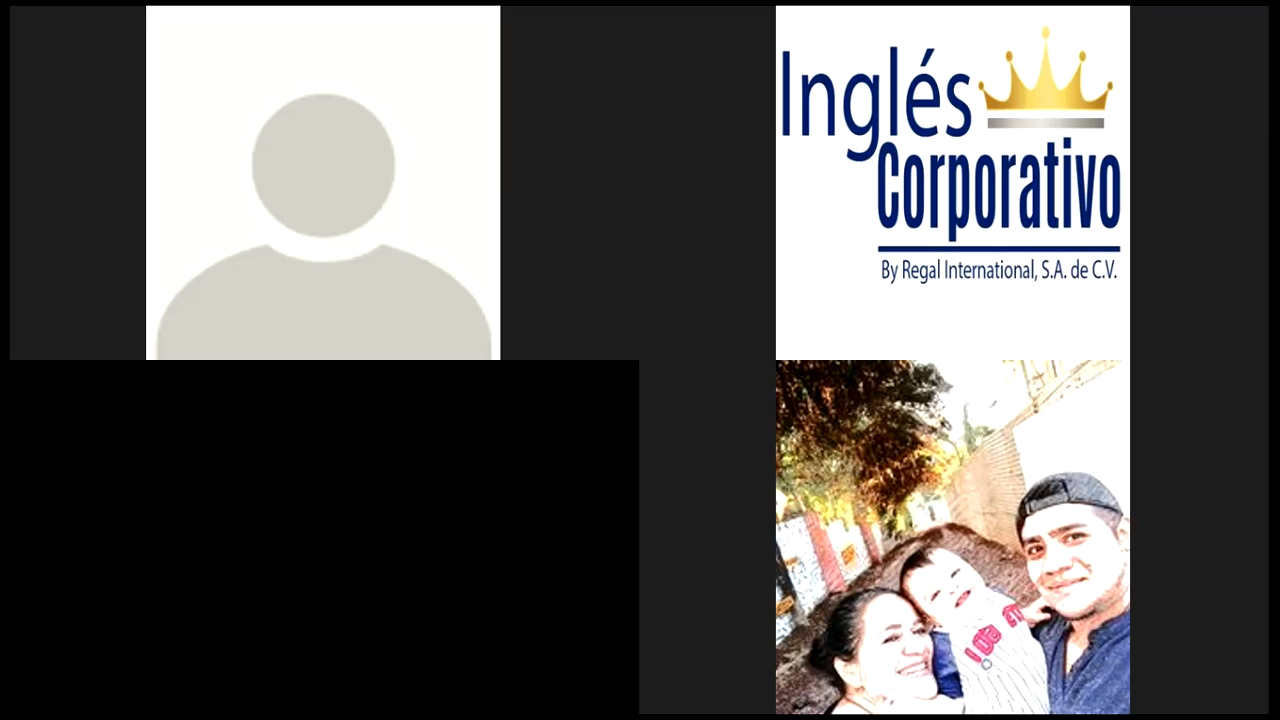 Inglés
Corporativo
By Regal International, S.A. de C.V.